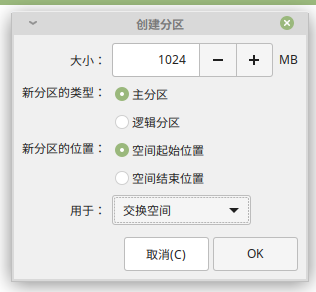 创建分区
大小： 1024 − + MB
新分区的类型： 主分区
逻辑分区
新分区的位置： 空间起始位置
空间结束位置
用于： 交换空间
取消(C) OK